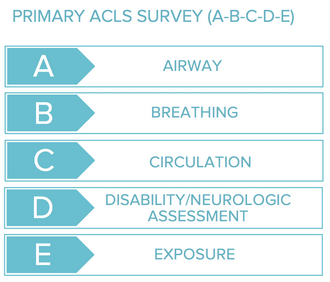 PRIMARY ACLS SURVEY (A-B-C-D-E)
A AIRWAY
B BREATHING
C CIRCULATION
D DISABILITY/NEUROLOGIC
ASSESSMENT
E EXPOSURE